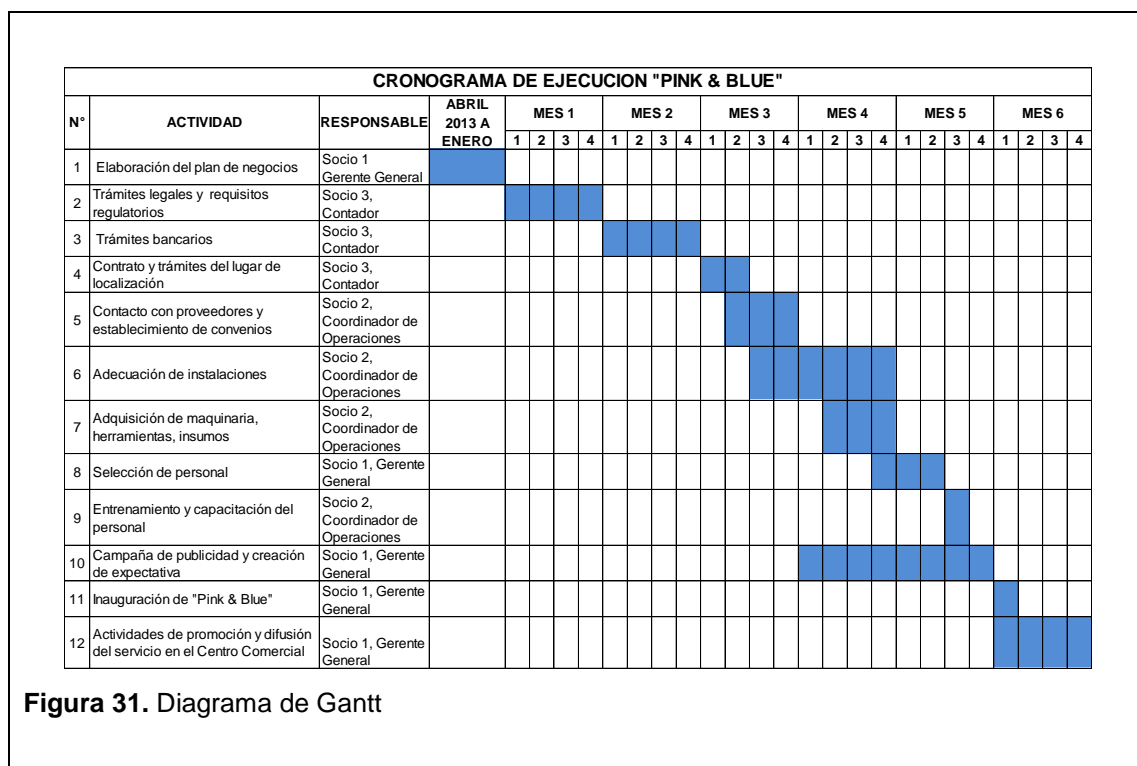 CRONOGRAMA DE EJECUCION "PINK & BLUE"
N° ACTIVIDAD RESPONSABLE ABRIL 2013 A ENERO MES 1 MES 2 MES 3 MES 4 MES 5 MES 6
1 2 3 4 1 2 3 4 1 2 3 4 1 2 3 4 1 2 3 4 1 2 3 4
1 Elaboración del plan de negocios Socio 1
Gerente General
2 Trámites legales y requisitos
regulatorios
Socio 3,
Contador
3 Trámites bancarios Socio 3,
Contador
4 Contrato y trámites del lugar de
localización
Socio 3,
Contador
5 Contacto con proveedores y
establecimiento de convenios
Socio 2,
Coordinador de
Operaciones
6 Adecuación de instalaciones Socio 2,
Coordinador de
Operaciones
7 Adquisición de maquinaria,
herramientas, insumos
Socio 2,
Coordinador de
Operaciones
8 Selección de personal Socio 1, Gerente
General
9 Entrenamiento y capacitación del
personal
Socio 2,
Coordinador de
Operaciones
10 Campaña de publicidad y creación
de expectativa
Socio 1, Gerente
General
11 Inauguración de "Pink & Blue" Socio 1, Gerente
General
12 Actividades de promoción y difusión
del servicio en el Centro Comercial
Socio 1, Gerente
General
Figura 31. Diagrama de Gantt